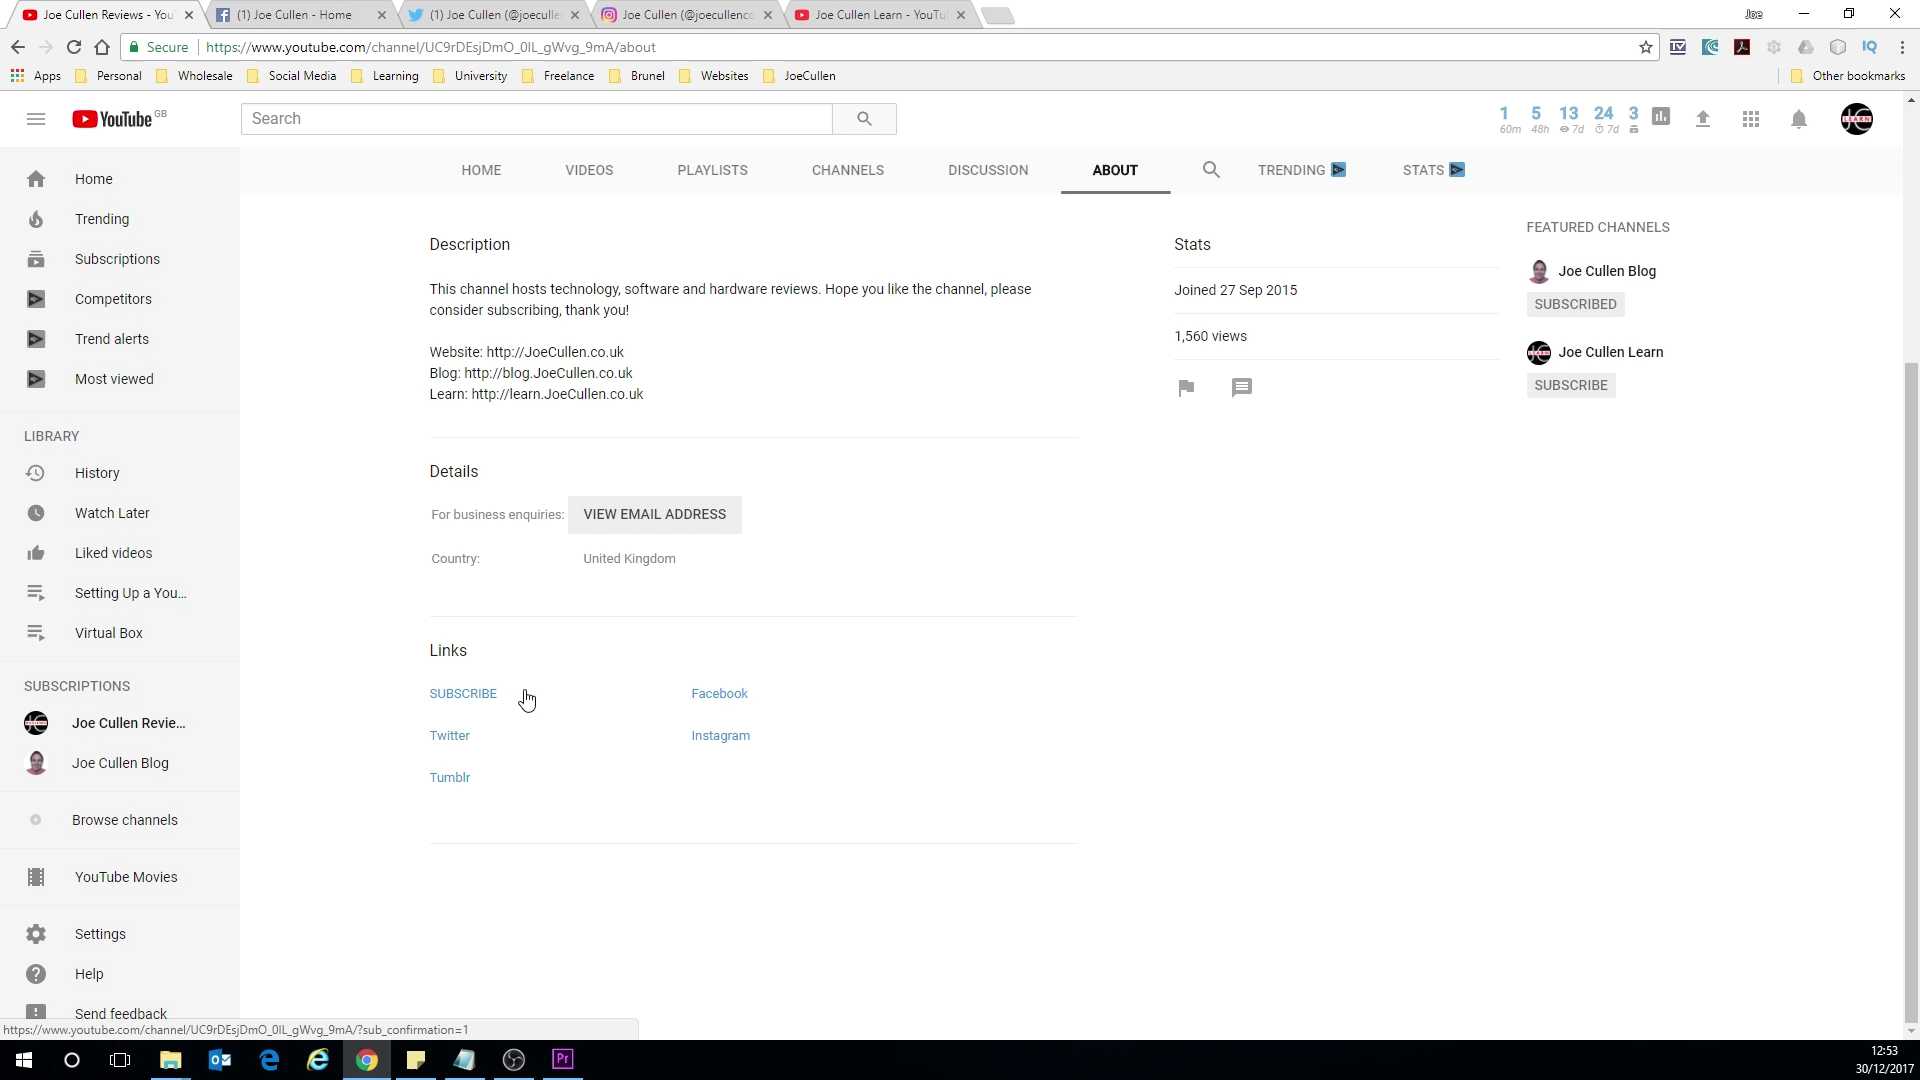 Joe Cullen Reviews - You
(1) Joe Cullen - Home
(1) Joe Cullen (@joecullen
Joe Cullen (@joecullenco
Joe Cullen Learn - YouTu
Joe
Secure
https://www.youtube.com/channel/UC9rDEsjDmO_0IL_gWvg_9mA/about
Apps
Personal
Wholesale
Social Media
Learning
University
Freelance
Brunel
Websites
JoeCullen
Other bookmarks
YouTube GB
Search
1 5 13 24 3
60m 48h 7d 7d
HOME
VIDEOS
PLAYLISTS
CHANNELS
DISCUSSION
ABOUT
TRENDING
STATS
Home
Trending
Subscriptions
Competitors
Trend alerts
Most viewed
LIBRARY
History
Watch Later
Liked videos
Setting Up a You...
Virtual Box
SUBSCRIPTIONS
Joe Cullen Revie...
Joe Cullen Blog
Browse channels
YouTube Movies
Settings
Help
Send feedback
Description
This channel hosts technology, software and hardware reviews. Hope you like the channel, please
consider subscribing, thank you!
Website: http://JoeCullen.co.uk
Blog: http://blog.JoeCullen.co.uk
Learn: http://learn.JoeCullen.co.uk
Details
For business enquiries: VIEW EMAIL ADDRESS
Country: United Kingdom
Links
SUBSCRIBE
Facebook
Twitter
Instagram
Tumblr
Stats
Joined 27 Sep 2015
1,560 views
FEATURED CHANNELS
Joe Cullen Blog
SUBSCRIBED
Joe Cullen Learn
SUBSCRIBE
https://www.youtube.com/channel/UC9rDEsjDmO_0IL_gWvg_9mA/?sub_confirmation=1
Pr
12:53
30/12/2017